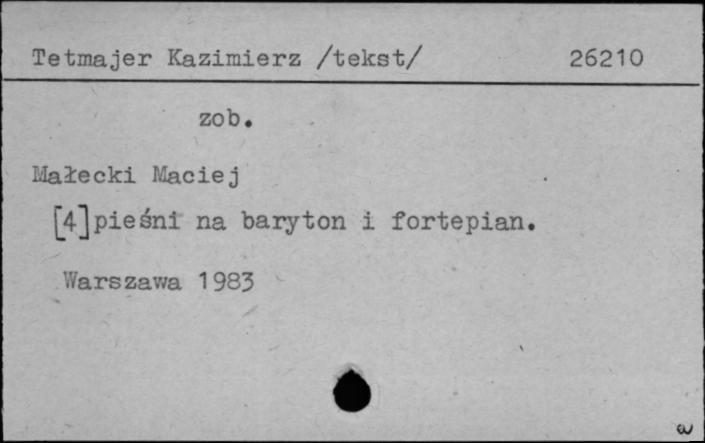 Tetmajer Kazimierz /tekst/ 26210
zob.
Małecki Maciej
[4] pieśni na baryton i fortepian.
Warszawa 1983